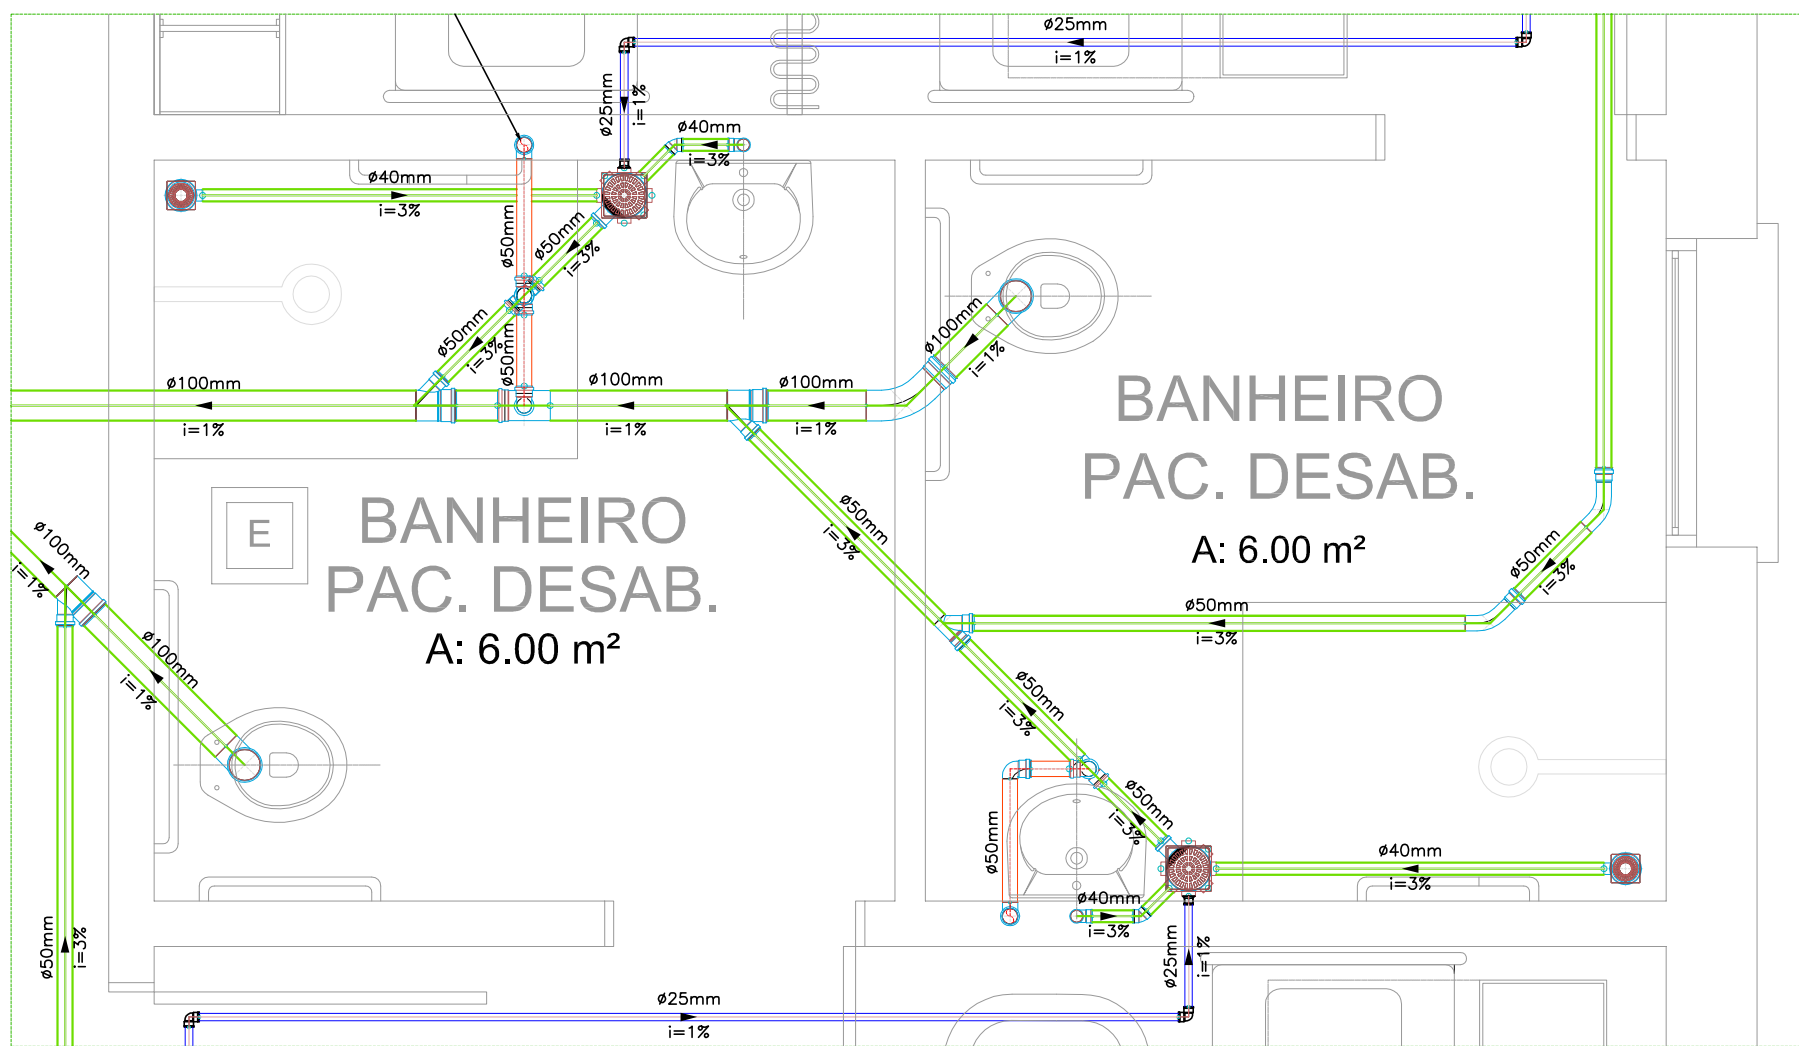 ø25mm
i=1%
ø25mm
i=1%
ø40mm
i=3%
ø40mm
i=3%
ø50mm
ø50mm
i=3%
ø50mm
i=3%
ø50mm
ø100mm
i=1%
ø100mm
i=1%
ø100mm
i=1%
ø100mm
i=1%
BANHEIRO
PAC. DESAB.
A: 6.00 m²
BANHEIRO
PAC. DESAB.
A: 6.00 m²
E
ø50mm
i=3%
ø50mm
i=3%
ø50mm
i=3%
ø100mm
i=1%
ø100mm
i=1%
ø50mm
i=3%
ø50mm
i=3%
ø50mm
ø40mm
i=3%
ø40mm
i=3%
ø50mm
i=3%
ø25mm
i=1%
ø25mm
i=1%